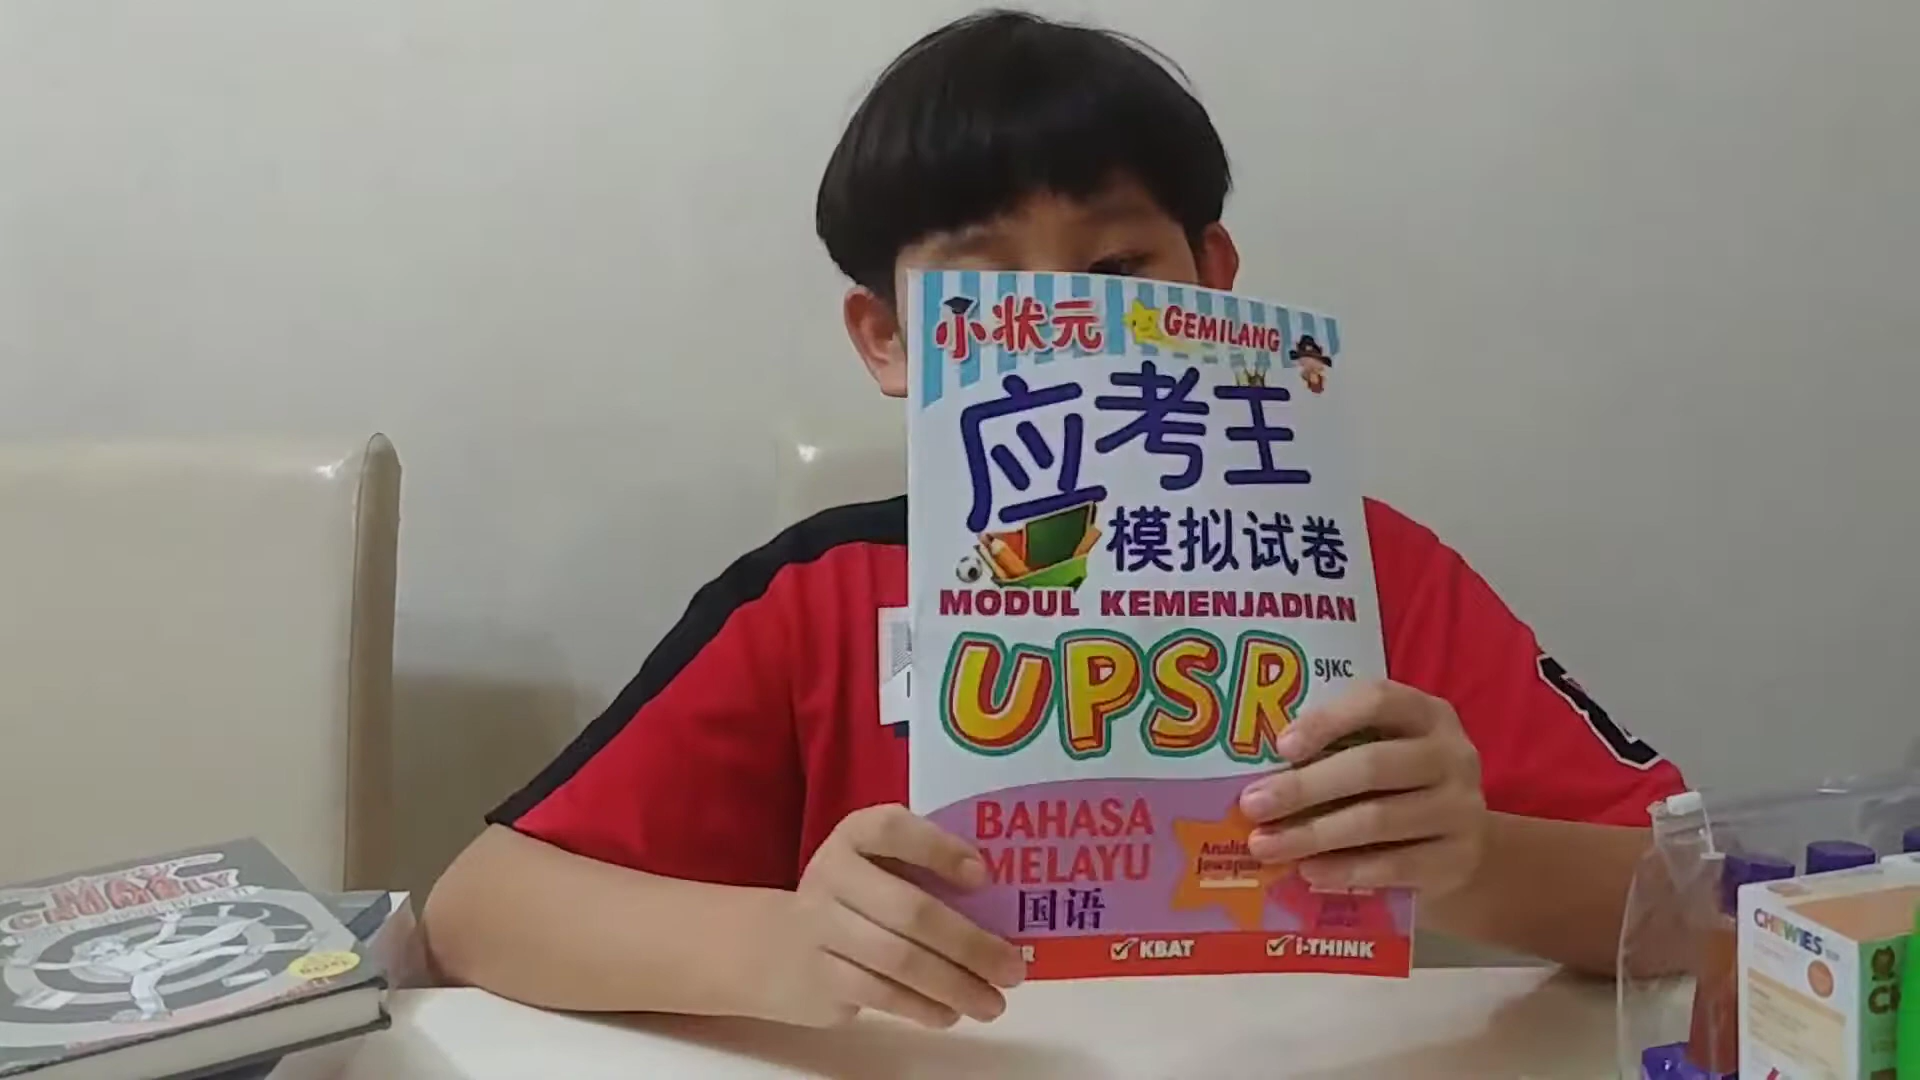 小状元 GEMILANG
应考王
模拟试卷
MODUL KEMENJADIAN
UPSR SJKC
BAHASA
MELAYU
国语
KBAT i-THINK
CHEWIES